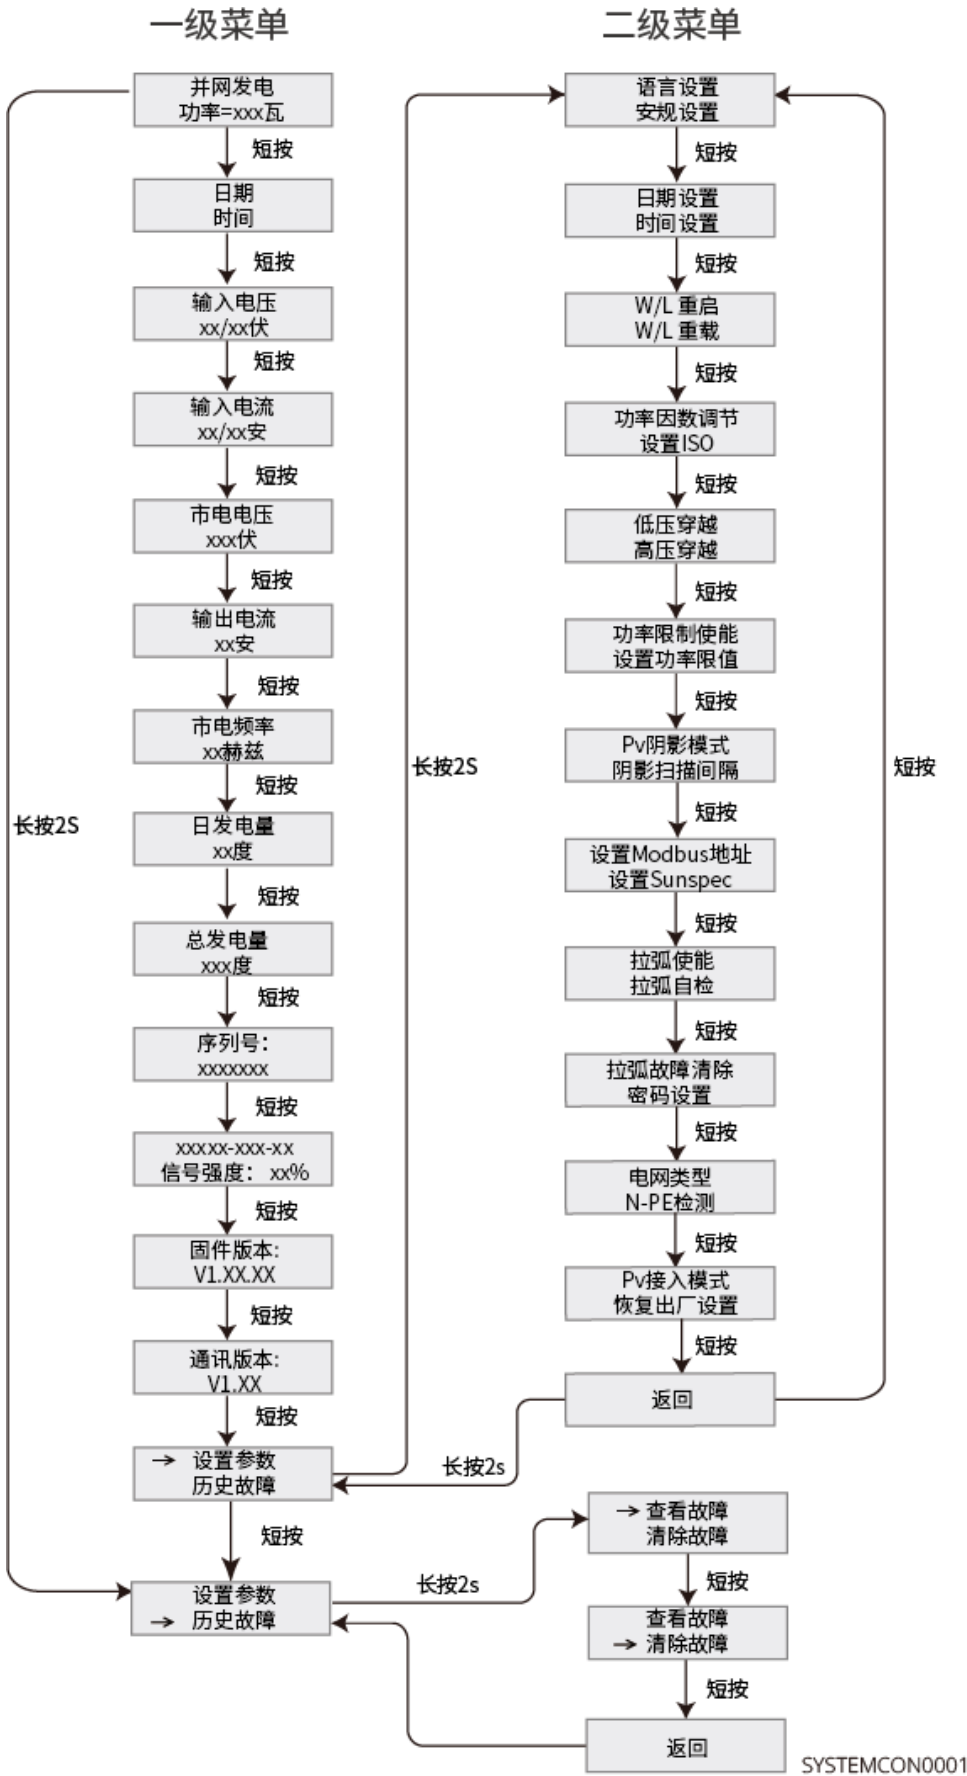 一级菜单
并网发电
功率=xxx瓦
短按
日期
时间
短按
输入电压
xx/xx伏
短按
输入电流
xx/xx安
短按
市电电压
xxx伏
短按
输出电流
xx安
短按
市电频率
xx赫兹
短按
日发电量
xx度
短按
总发电量
xxx度
短按
序列号：
xxxxxxx
短按
xxxxx-xxx-xx
信号强度： xx%
短按
固件版本:
V1.XX.XX
短按
通讯版本:
V1.XX
短按
→ 设置参数
历史故障
短按
设置参数
→ 历史故障
长按2S
二级菜单
语言设置
安规设置
短按
日期设置
时间设置
短按
W/L 重启
W/L 重载
短按
功率因数调节
设置ISO
短按
低压穿越
高压穿越
短按
功率限制使能
设置功率限值
短按
Pv阴影模式
阴影扫描间隔
短按
设置Modbus地址
设置Sunspec
短按
拉弧使能
拉弧自检
短按
拉弧故障清除
密码设置
短按
电网类型
N-PE检测
短按
Pv接入模式
恢复出厂设置
短按
返回
长按2S
短按
长按2s
长按2s
→ 查看故障
清除故障
短按
查看故障
→ 清除故障
短按
返回
SYSTEMCON0001